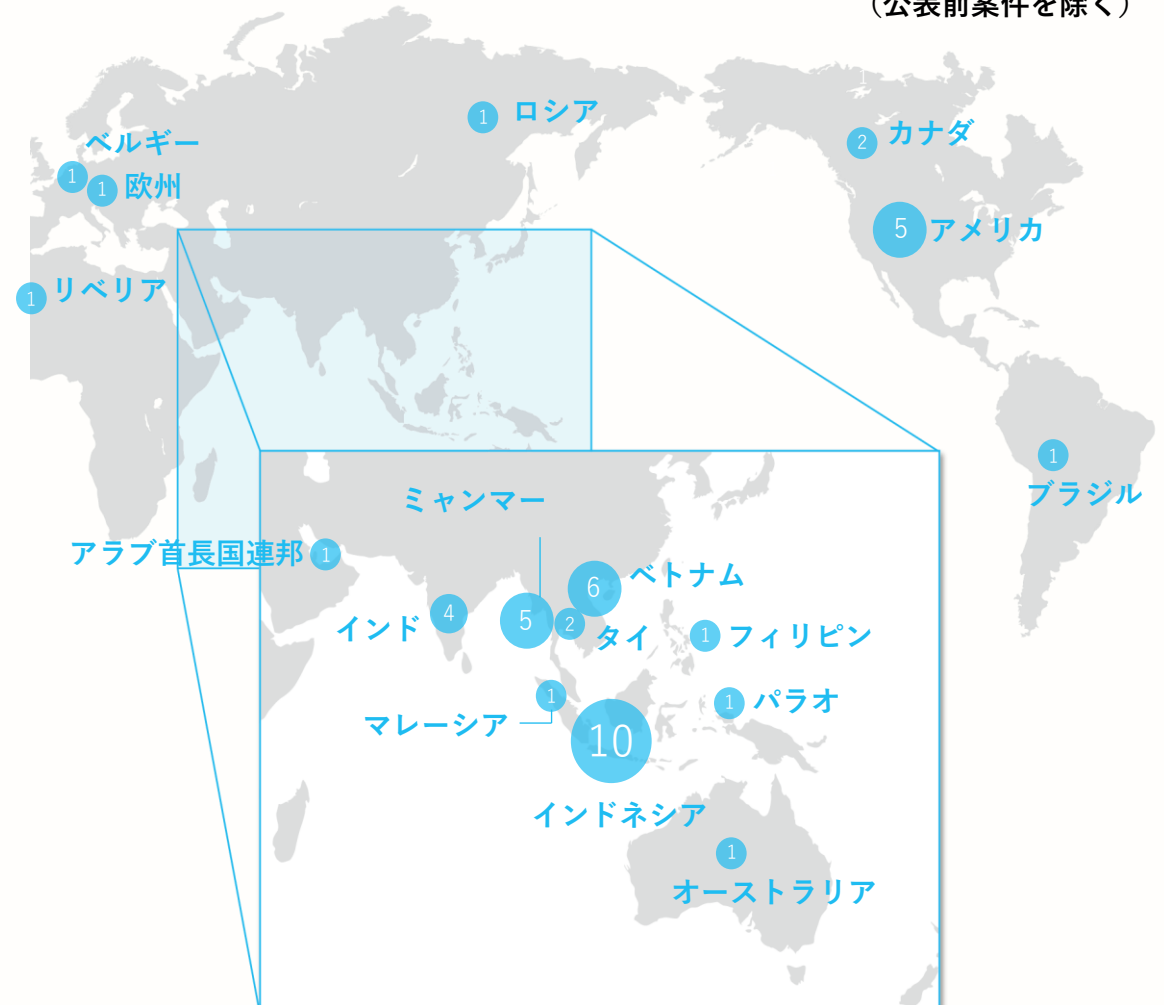 （公表前案件を除く）
1
1 ロシア
2 カナダ
ベルギー
1
1 欧州
5 アメリカ
1 リベリア
1
ブラジル
ミャンマー
アラブ首長国連邦 1
6 ベトナム
インド 4
5
2 タイ
1 フィリピン
1
マレーシア
1 パラオ
10
インドネシア
1
オーストラリア